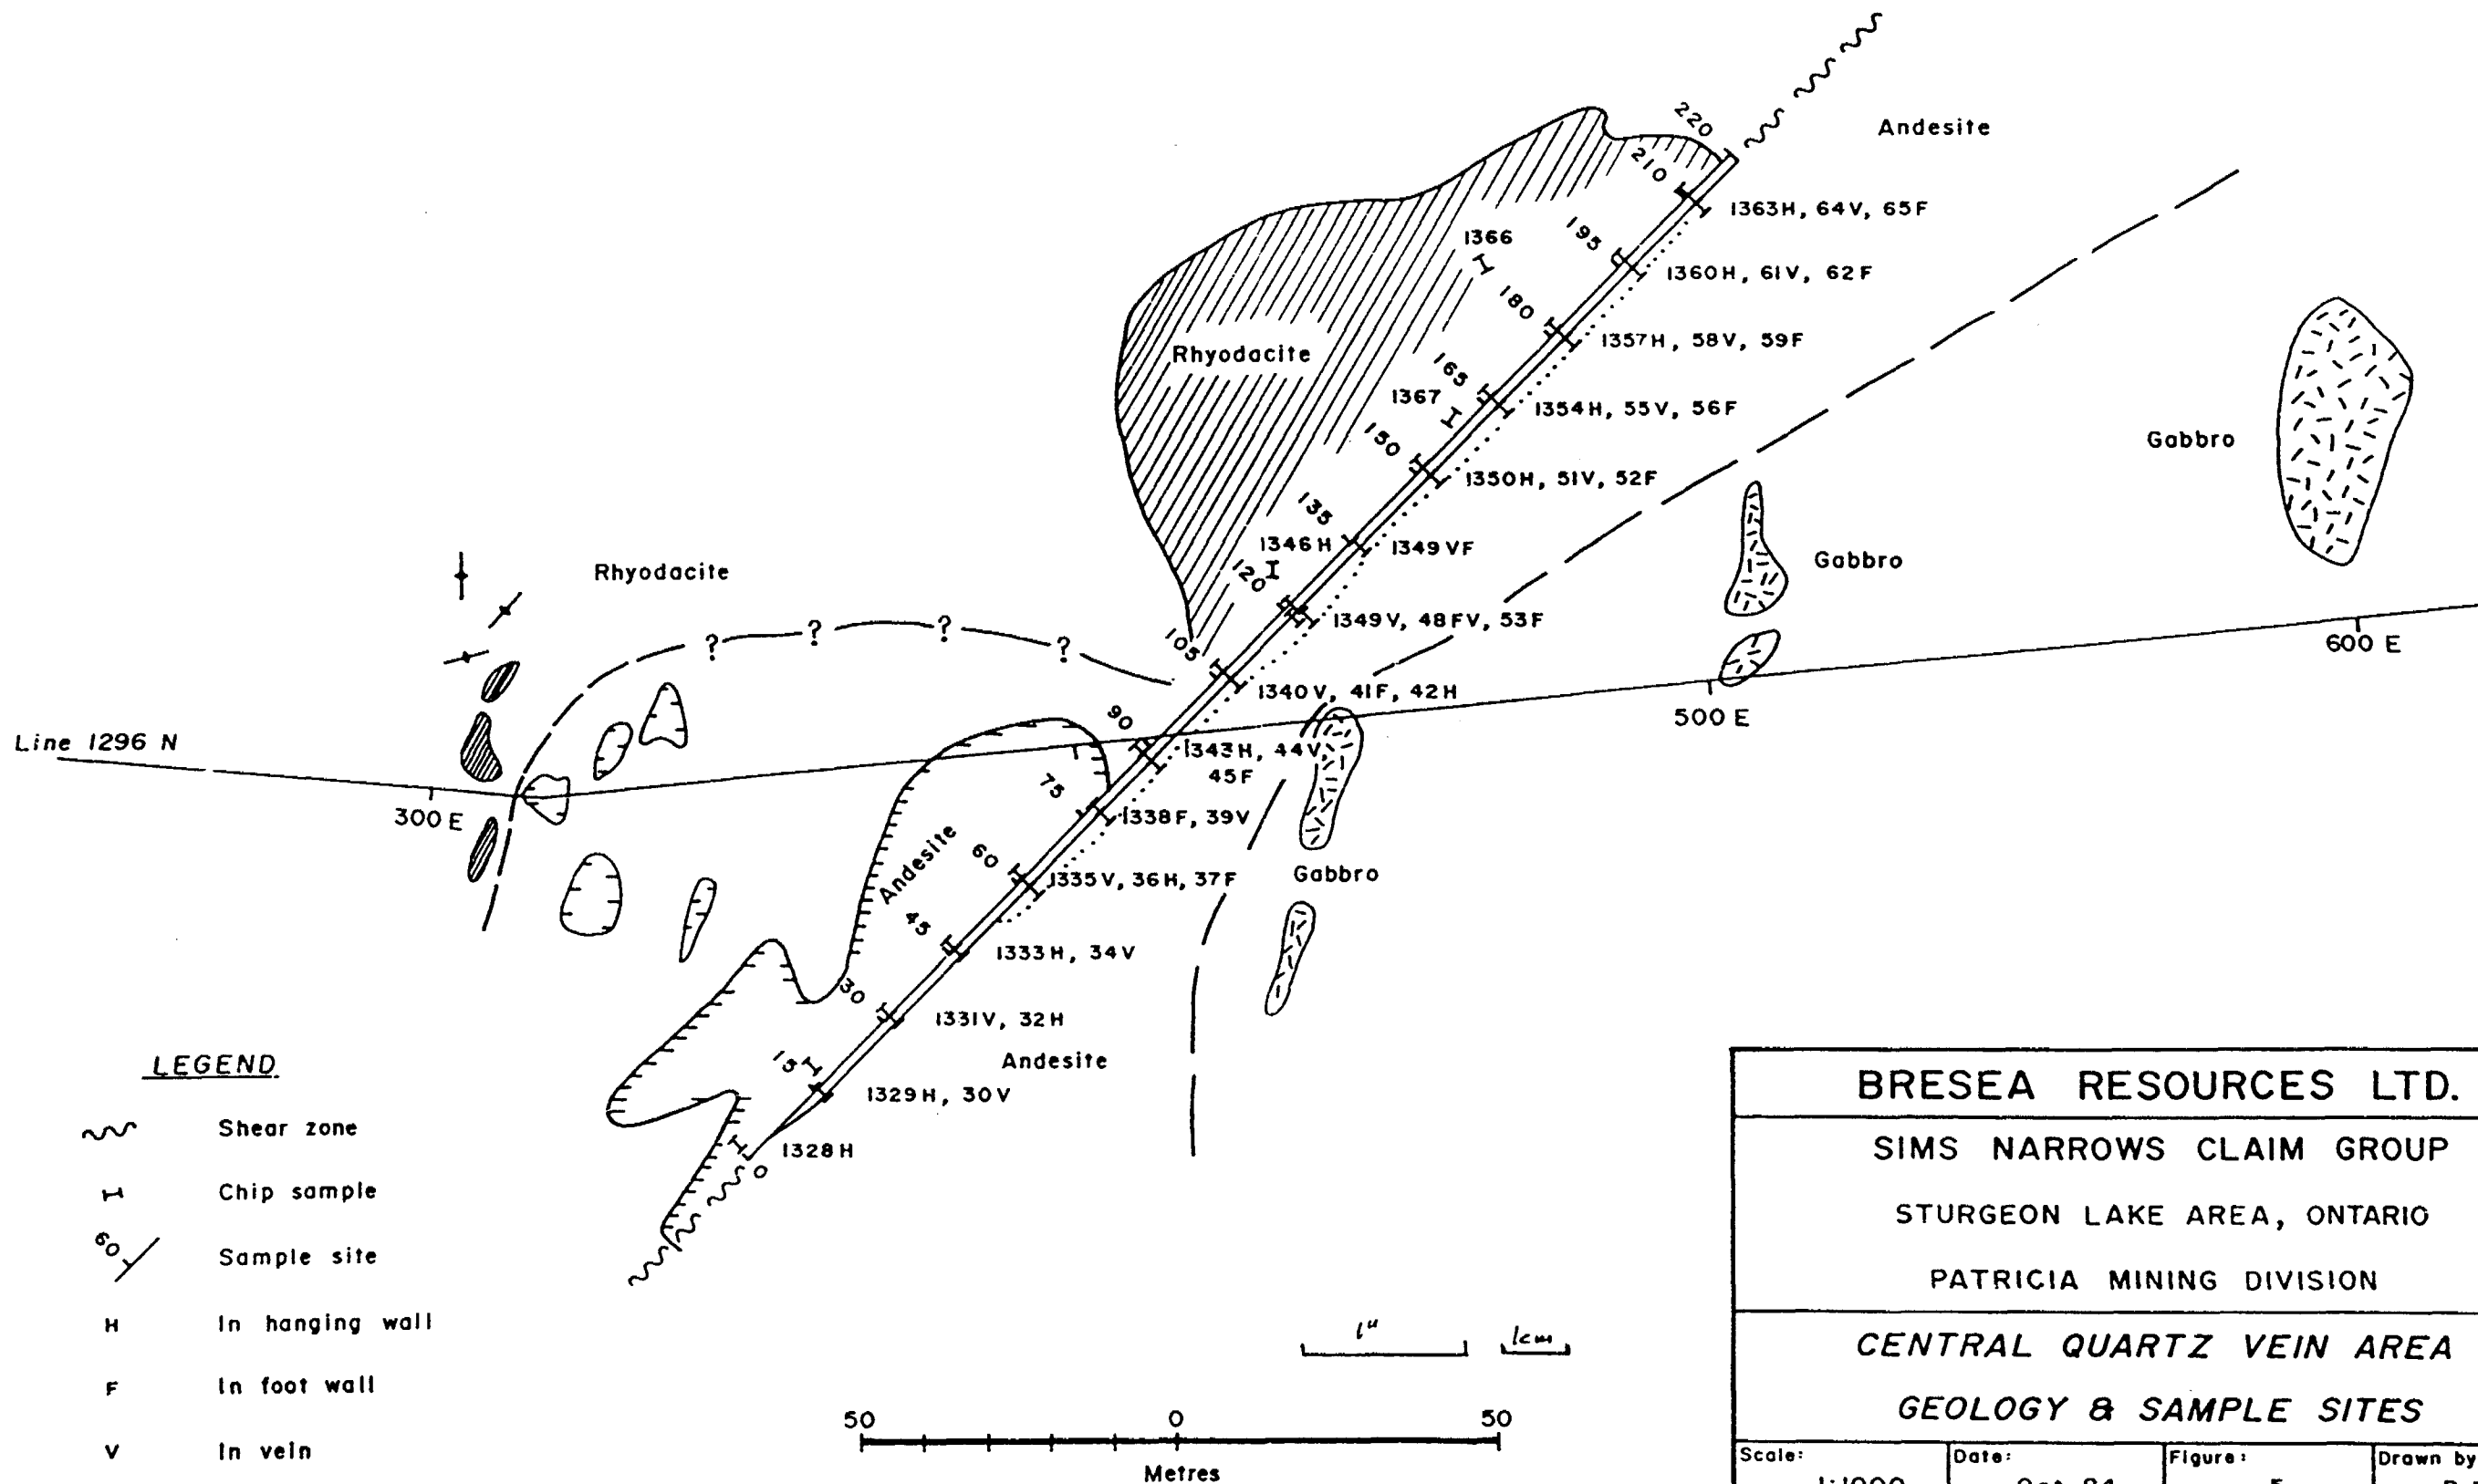 Andesite
220
210
1363H, 64V, 65F
195
1366
1360H, 61V, 62F
180
1357H, 58V, 59F
Rhyodacite
165
1367
1354H, 55V, 56F
150
Gabbro
1350H, 51V, 52F
135
1346H
1349VF
120
Rhyodacite
Gabbro
1349V, 48FV, 53F
? ? ? ?
105
600 E
1340V, 41F, 42H
500 E
90
Line 1296 N
1343H, 44V
45F
75
300 E
1338F, 39V
Andesite
60
1335V, 36H, 37F
Gabbro
45
1333H, 34V
30
1331V, 32H
Andesite
15
1329H, 30V
1328H
0
LEGEND
Shear zone
Chip sample
60 Sample site
H In hanging wall
F In foot wall
V In vein
1"
1cm
50 0 50
Metres
BRESEA RESOURCES LTD.
SIMS NARROWS CLAIM GROUP
STURGEON LAKE AREA, ONTARIO
PATRICIA MINING DIVISION
CENTRAL QUARTZ VEIN AREA
GEOLOGY & SAMPLE SITES
Scale: Date: Figure: Drawn by